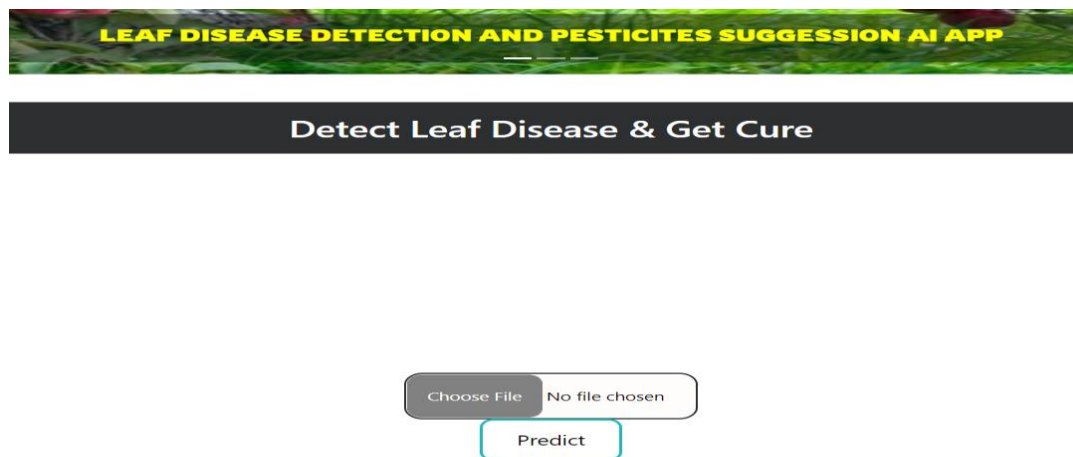 LEAF DISEASE DETECTION AND PESTICITES SUGGESSION AI APP
Detect Leaf Disease & Get Cure
Choose File No file chosen
Predict